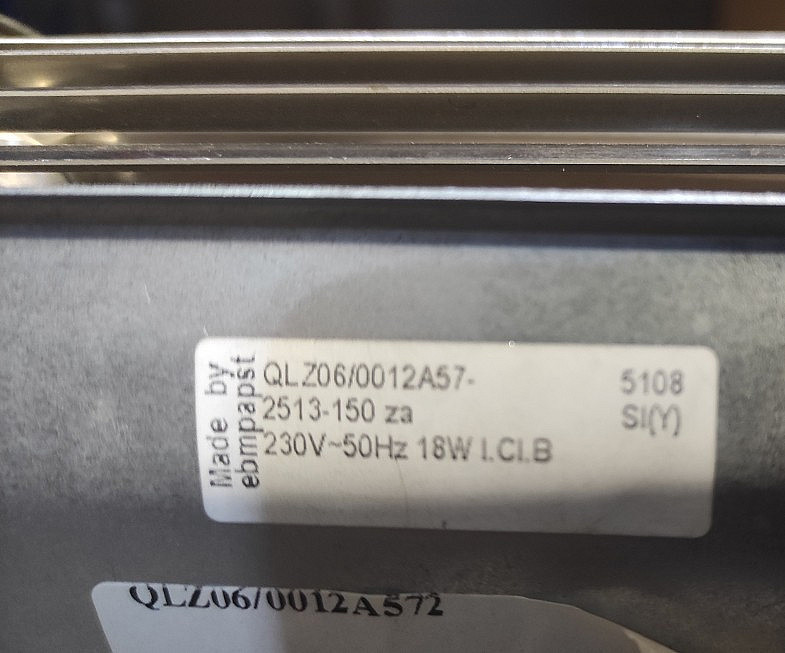 Made by
ebmpapst
QLZ06/0012A57-
2513-150 za
230V~50Hz 18W I.Cl.B
5108
SI(Y)
QLZ06/0012A572